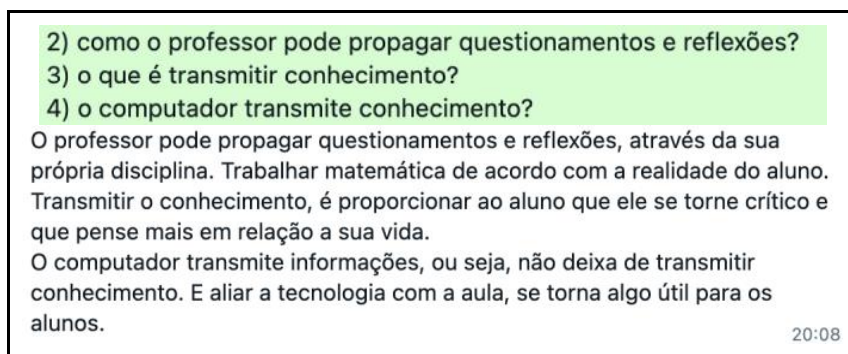 2) como o professor pode propagar questionamentos e reflexões?
3) o que é transmitir conhecimento?
4) o computador transmite conhecimento?
O professor pode propagar questionamentos e reflexões, através da sua
própria disciplina. Trabalhar matemática de acordo com a realidade do aluno.
Transmitir o conhecimento, é proporcionar ao aluno que ele se torne crítico e
que pense mais em relação a sua vida.
O computador transmite informações, ou seja, não deixa de transmitir
conhecimento. E aliar a tecnologia com a aula, se torna algo útil para os
alunos.
20:08